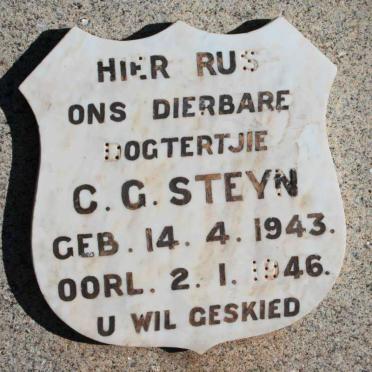 HIER RUS
ONS DIERBARE
DOGTERTJIE
C. G. STEYN
GEB. 14. 4. 1943.
OORL. 2. 1. 1946.
U WIL GESKIED